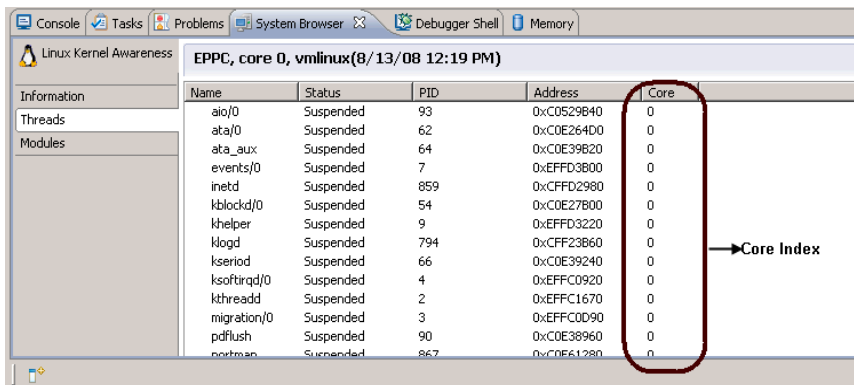 Console Tasks Problems System Browser Debugger Shell Memory
Linux Kernel Awareness
EPPC, core 0, vmlinux(8/13/08 12:19 PM)
Information
Threads
Modules
Name Status PID Address Core
aio/0 Suspended 93 0xC0529B40 0
ata/0 Suspended 62 0xC0E264D0 0
ata_aux Suspended 64 0xC0E39B20 0
events/0 Suspended 7 0xEFFD3B00 0
inetd Suspended 859 0xCFFD2980 0
kblockd/0 Suspended 54 0xC0E27B00 0
khelper Suspended 9 0xEFFD3220 0
klogd Suspended 794 0xCFF23B60 0
kseriod Suspended 66 0xC0E39240 0
ksoftirqd/0 Suspended 4 0xEFFC0920 0
kthreadd Suspended 2 0xEFFC1670 0
migration/0 Suspended 3 0xEFFC0D90 0
pdflush Suspended 90 0xC0E38960 0
portmap Suspended 867 0xC0E61280 0
Core Index